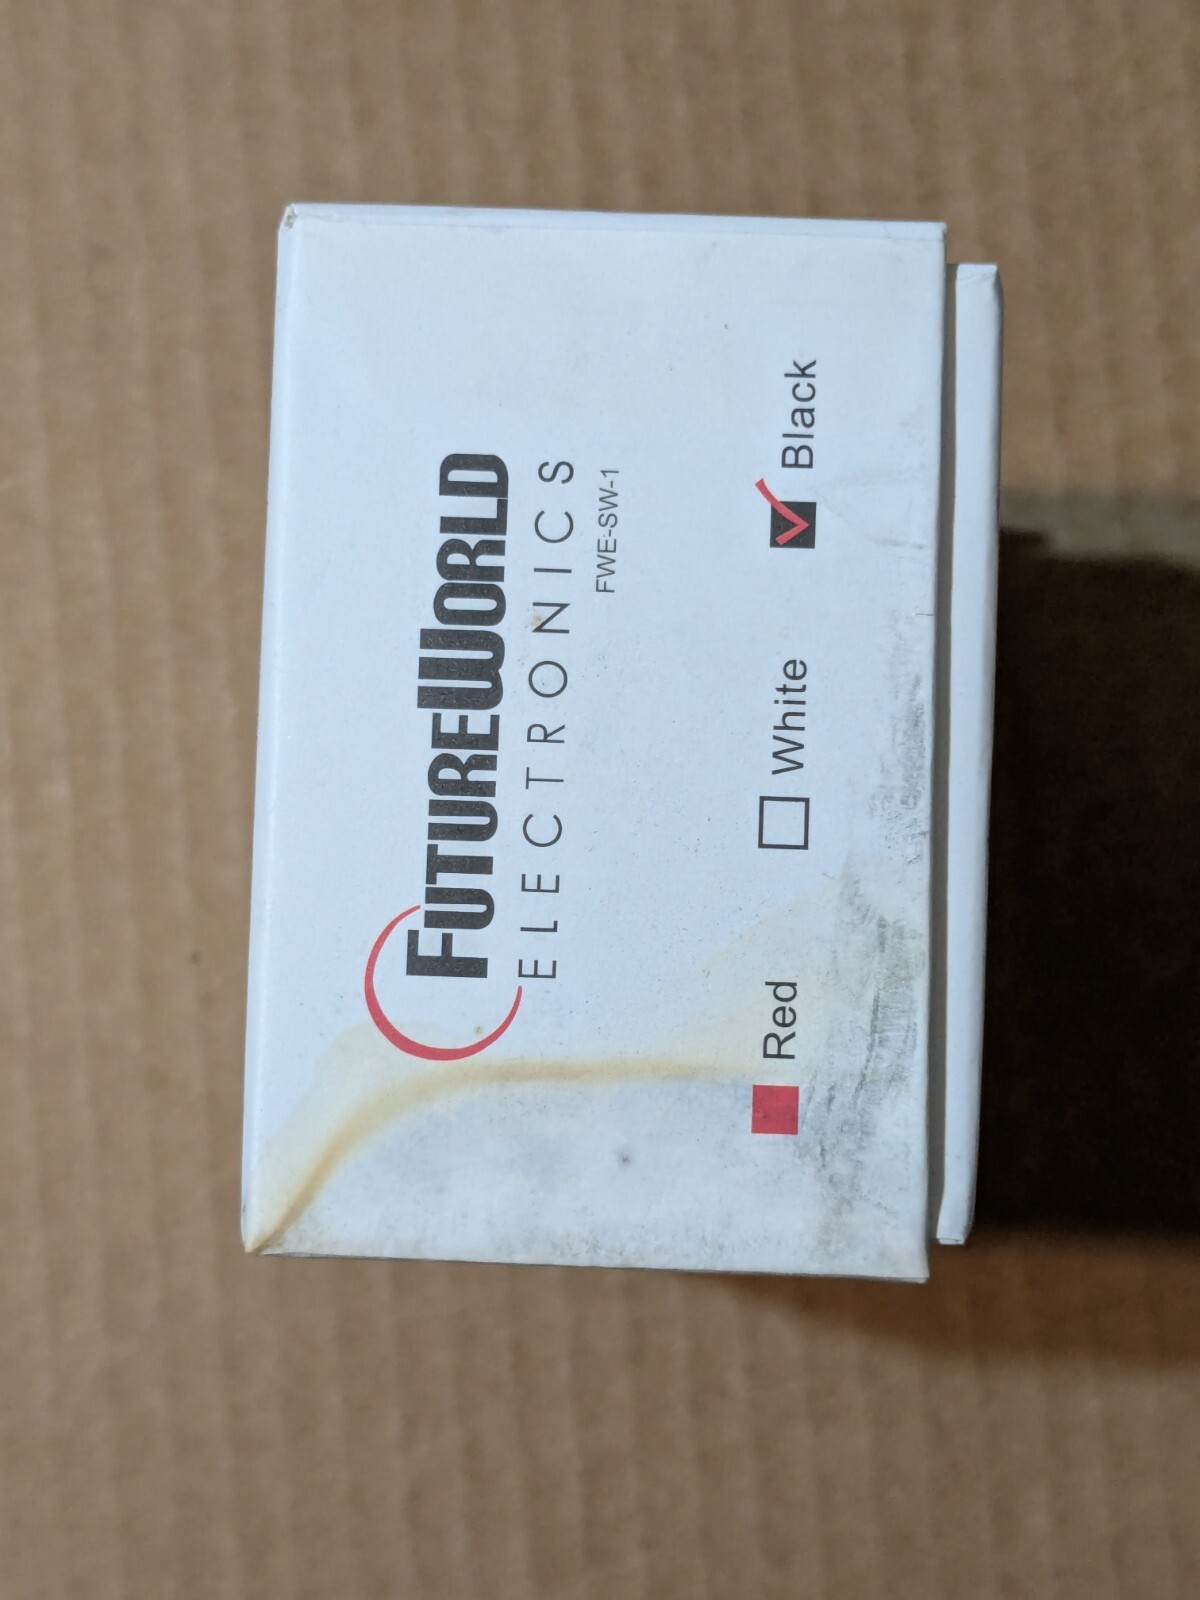 FUTUREWORLD
ELECTRONICS
FWE-SW-1
Red White Black